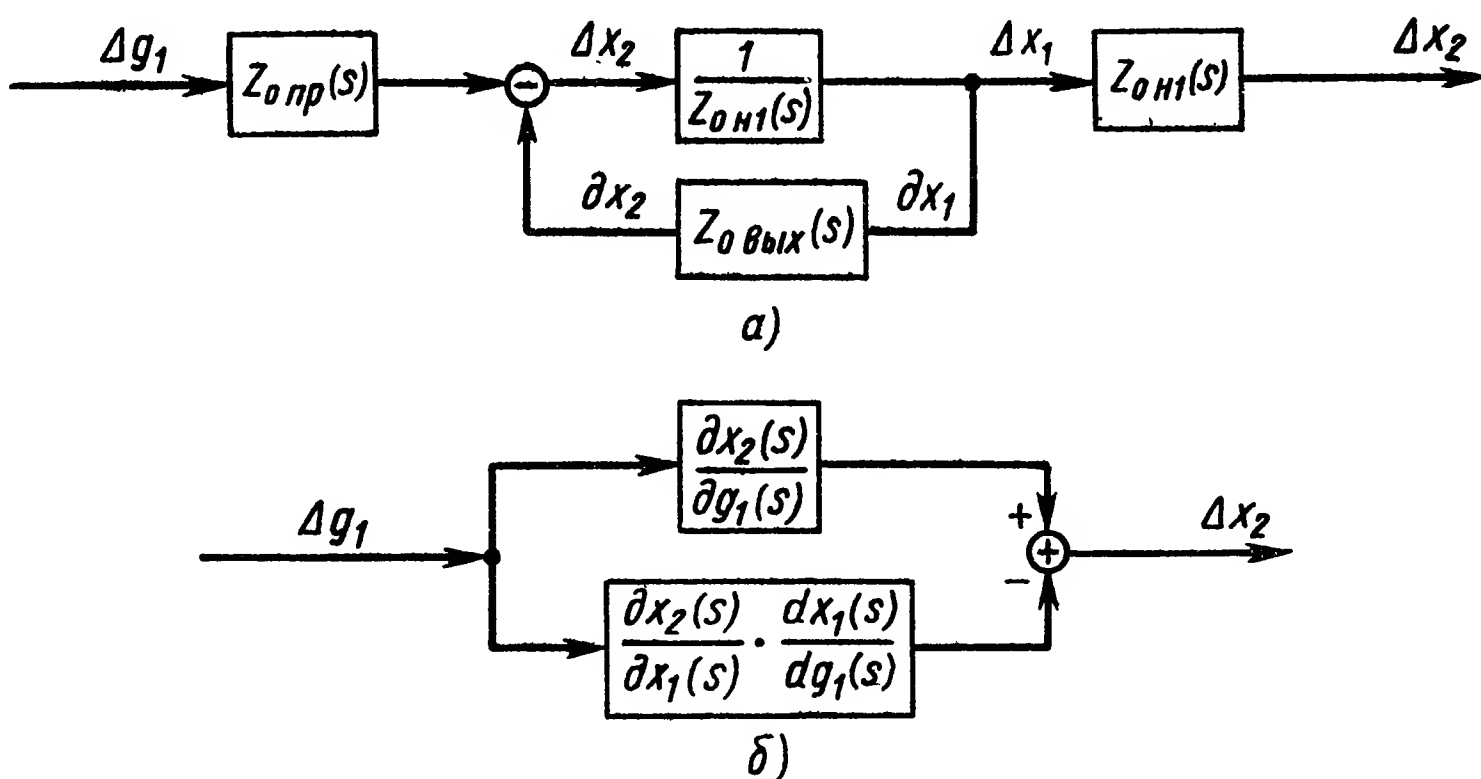 Δg₁
Z₀ пр(s)
−
Δx₂
1
Z₀ н1(s)
Δx₁
Z₀ н1(s)
Δx₂
∂x₂
Z₀ вых(s)
∂x₁
а)
∂x₂(s)
∂g₁(s)
Δg₁
+
+
−
Δx₂
∂x₂(s) · dx₁(s)
∂x₁(s) dg₁(s)
б)